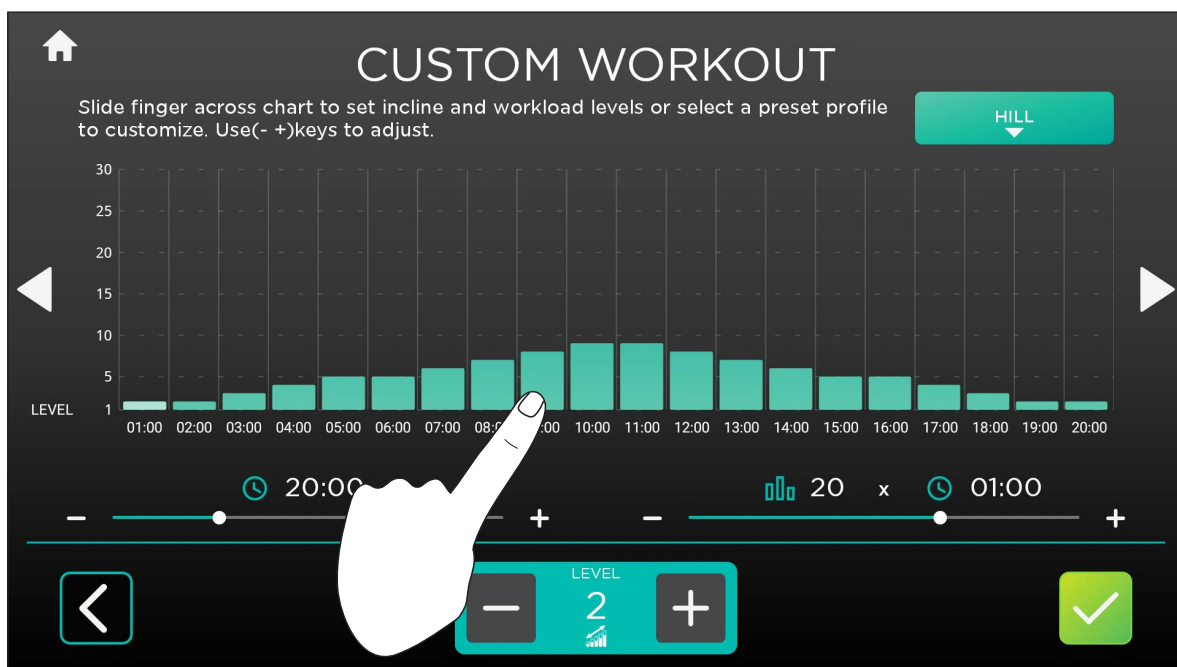 CUSTOM WORKOUT
Slide finger across chart to set incline and workload levels or select a preset profile
to customize. Use(- +)keys to adjust.
HILL
30
25
20
15
10
5
LEVEL 1
01:00 02:00 03:00 04:00 05:00 06:00 07:00 10:00 11:00 12:00 13:00 14:00 15:00 16:00 17:00 18:00 19:00 20:00
20:00 20 x 01:00
- + - +
LEVEL
- 2 +